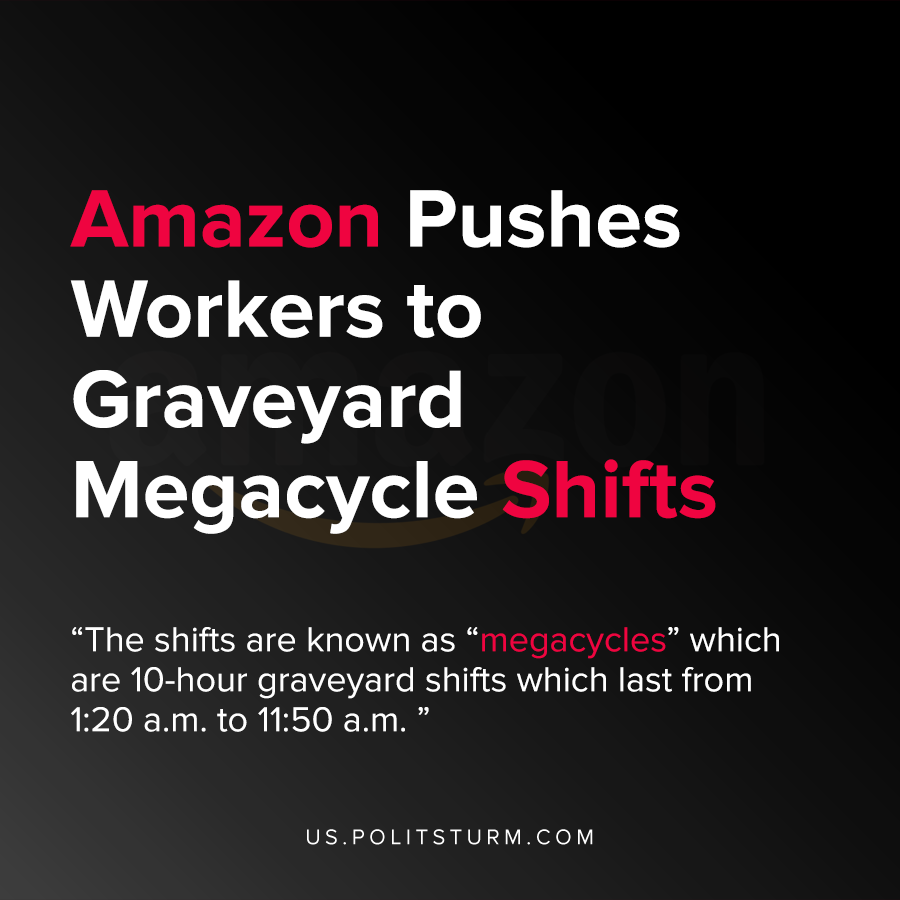 Amazon Pushes
Workers to
Graveyard
Megacycle Shifts
amazon
“The shifts are known as “megacycles” which
are 10-hour graveyard shifts which last from
1:20 a.m. to 11:50 a.m. ”
US.POLITSTURM.COM